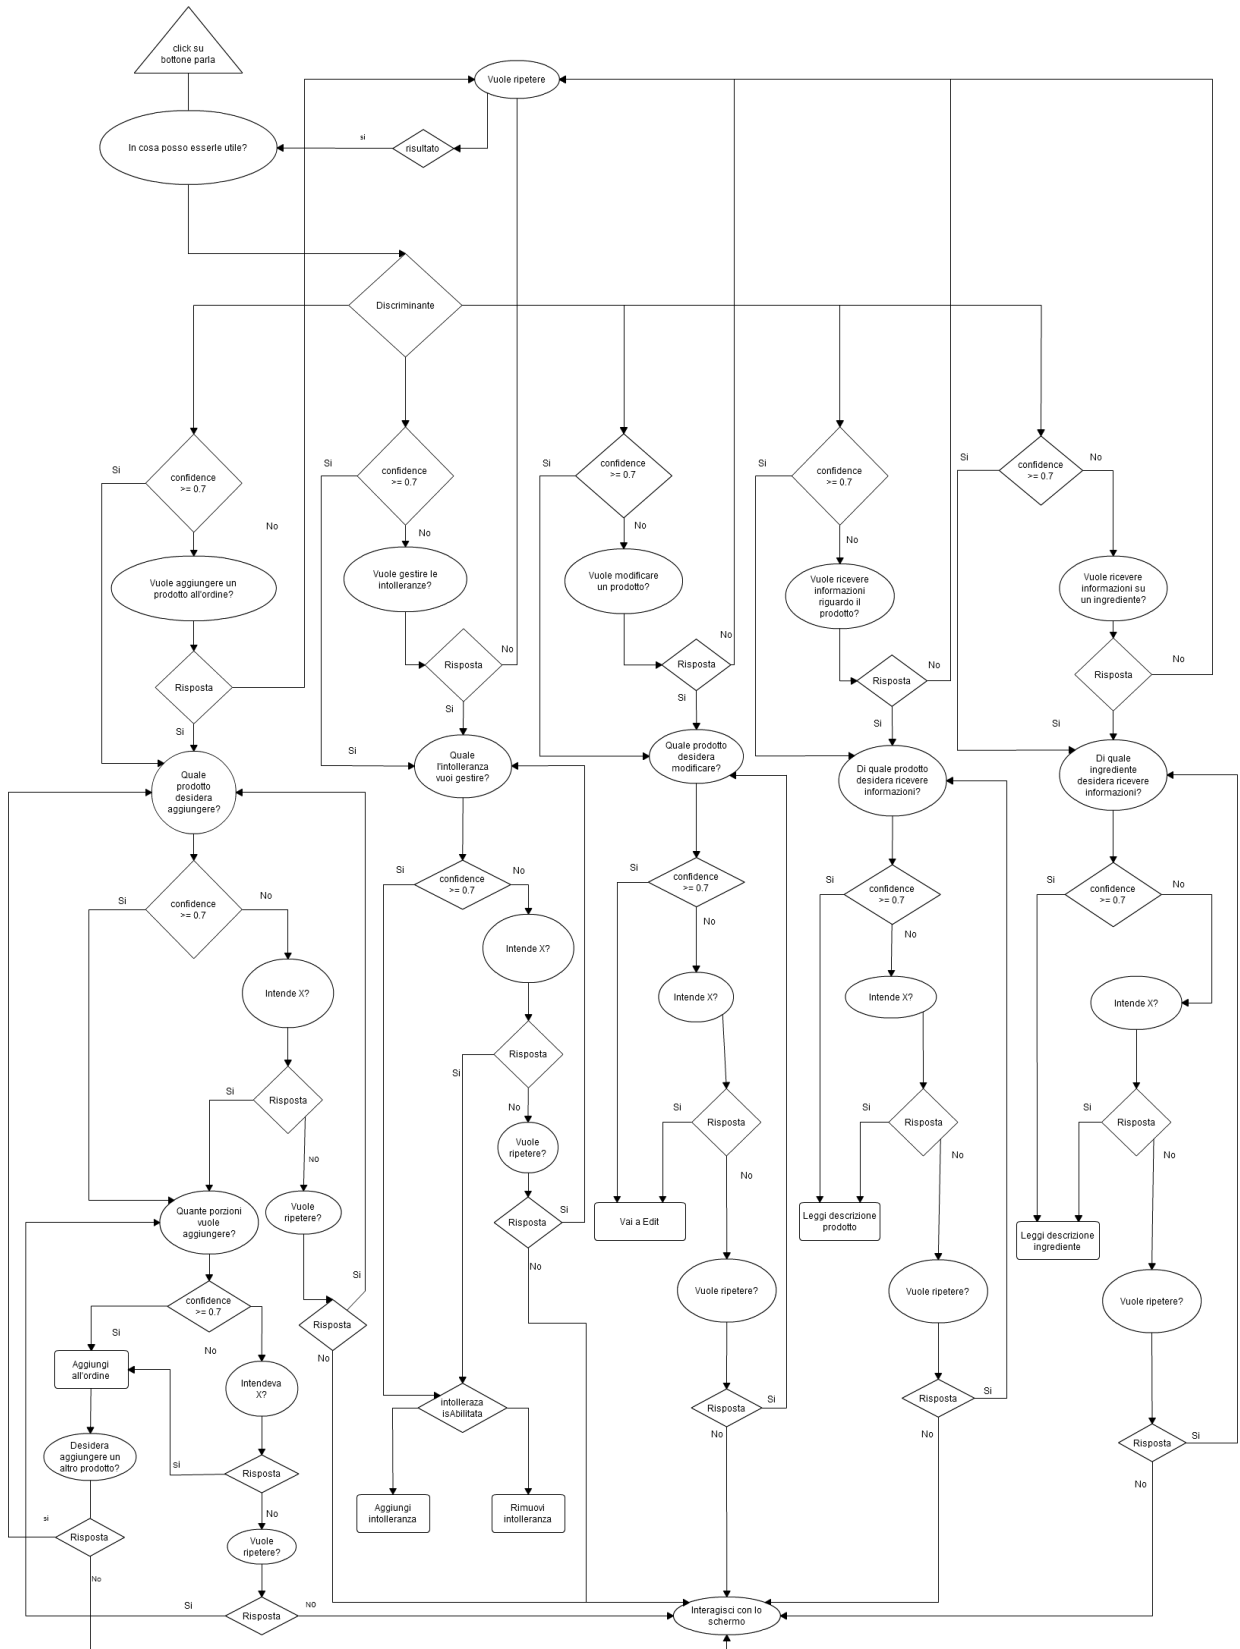 click su
bottone parla
Vuole ripetere
In cosa posso esserle utile?
si
risultato
Discriminante
Si
confidence
>= 0.7
No
Vuole aggiungere un
prodotto all'ordine?
Risposta
Si
Si
confidence
>= 0.7
No
Vuole gestire le
intolleranze?
Risposta
No
Si
Si
Si
confidence
>= 0.7
No
Vuole modificare
un prodotto?
Risposta
No
Si
Si
confidence
>= 0.7
No
Vuole ricevere
informazioni
riguardo il
prodotto?
Risposta
No
Si
Si
confidence
>= 0.7
No
Vuole ricevere
informazioni su
un ingrediente?
Risposta
No
Si
Quale
prodotto
desidera
aggiungere?
Si
confidence
>= 0.7
No
Intende X?
Si
Risposta
NO
Vuole
ripetere?
Si
Risposta
No
Quante porzioni
vuole
aggiungere?
confidence
>= 0.7
Si
No
Aggiungi
all'ordine
Intendeva
X?
Desidera
aggiungere un
altro prodotto?
si
Risposta
No
si
Risposta
No
Vuole
ripetere?
Si
Risposta
NO
Quale
l'intolleranza
vuoi gestire?
Si
confidence
>= 0.7
No
Intende X?
Si
Risposta
No
Vuole
ripetere?
Risposta
Si
No
intolleraza
isAbilitata
Aggiungi
intolleranza
Rimuovi
intolleranza
Quale prodotto
desidera
modificare?
Si
confidence
>= 0.7
No
Intende X?
Si
Risposta
No
Vai a Edit
Vuole ripetere?
Risposta
Si
No
Di quale prodotto
desidera ricevere
informazioni?
Si
confidence
>= 0.7
No
Intende X?
Si
Risposta
No
Leggi descrizione
prodotto
Vuole ripetere?
Risposta
Si
No
Di quale
ingrediente
desidera ricevere
informazioni?
Si
confidence
>= 0.7
No
Intende X?
Si
Risposta
No
Leggi descrizione
ingrediente
Vuole ripetere?
Risposta
Si
No
Interagisci con lo
schermo